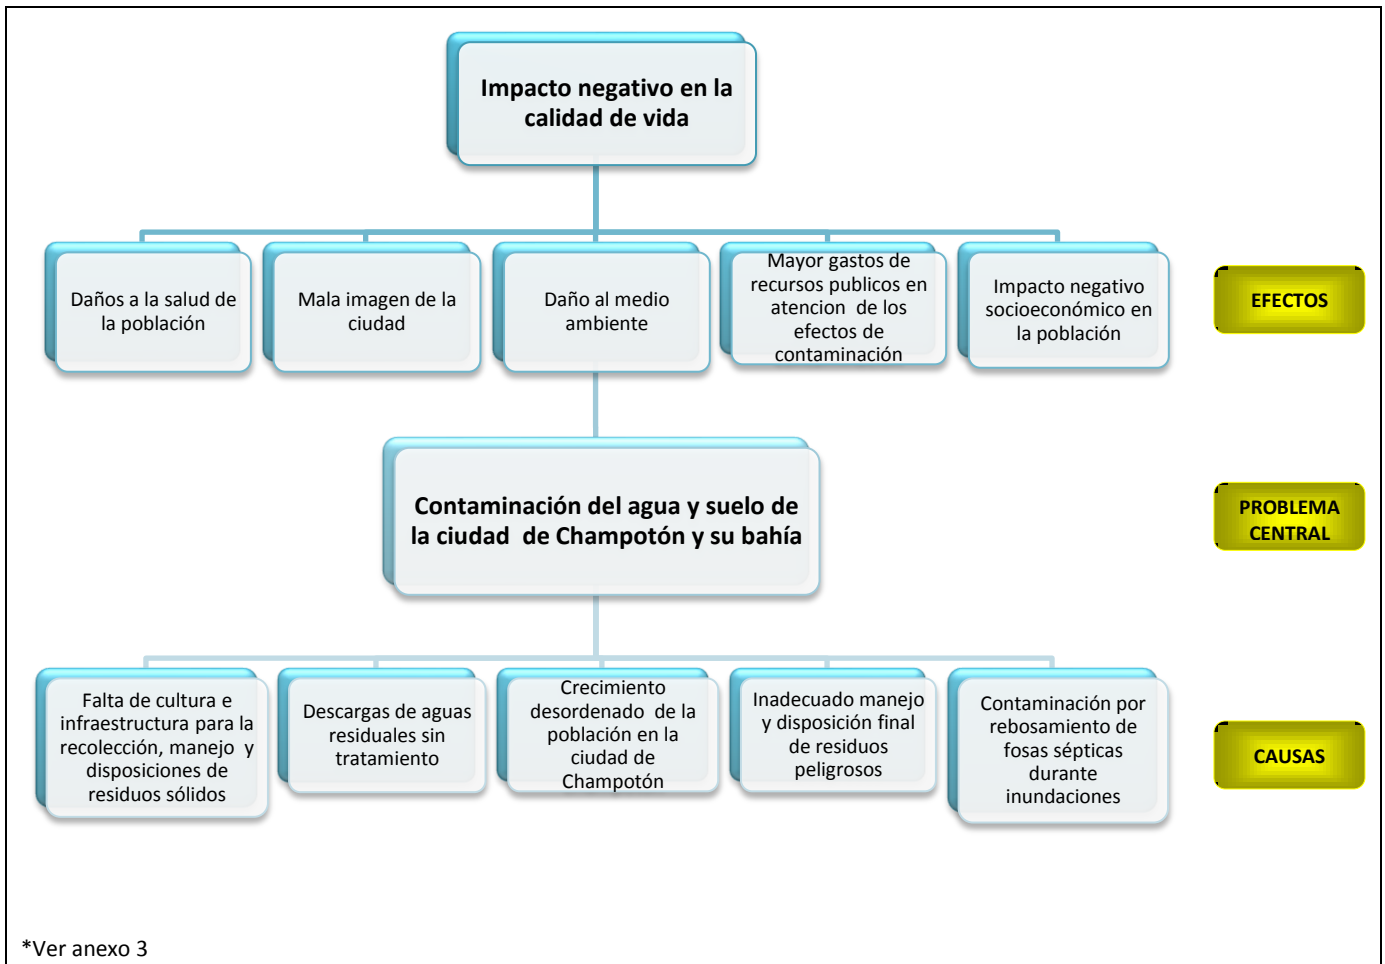 Impacto negativo en la
calidad de vida
Daños a la salud de
la población
Mala imagen de la
ciudad
Daño al medio
ambiente
Mayor gastos de
recursos publicos en
atencion de los
efectos de
contaminación
Impacto negativo
socioeconómico en
la población
EFECTOS
Contaminación del agua y suelo de
la ciudad de Champotón y su bahía
PROBLEMA
CENTRAL
Falta de cultura e
infraestructura para la
recolección, manejo y
disposiciones de
residuos sólidos
Descargas de aguas
residuales sin
tratamiento
Crecimiento
desordenado de la
población en la
ciudad de
Champotón
Inadecuado manejo
y disposición final
de residuos
peligrosos
Contaminación por
rebosamiento de
fosas sépticas
durante
inundaciones
CAUSAS
*Ver anexo 3